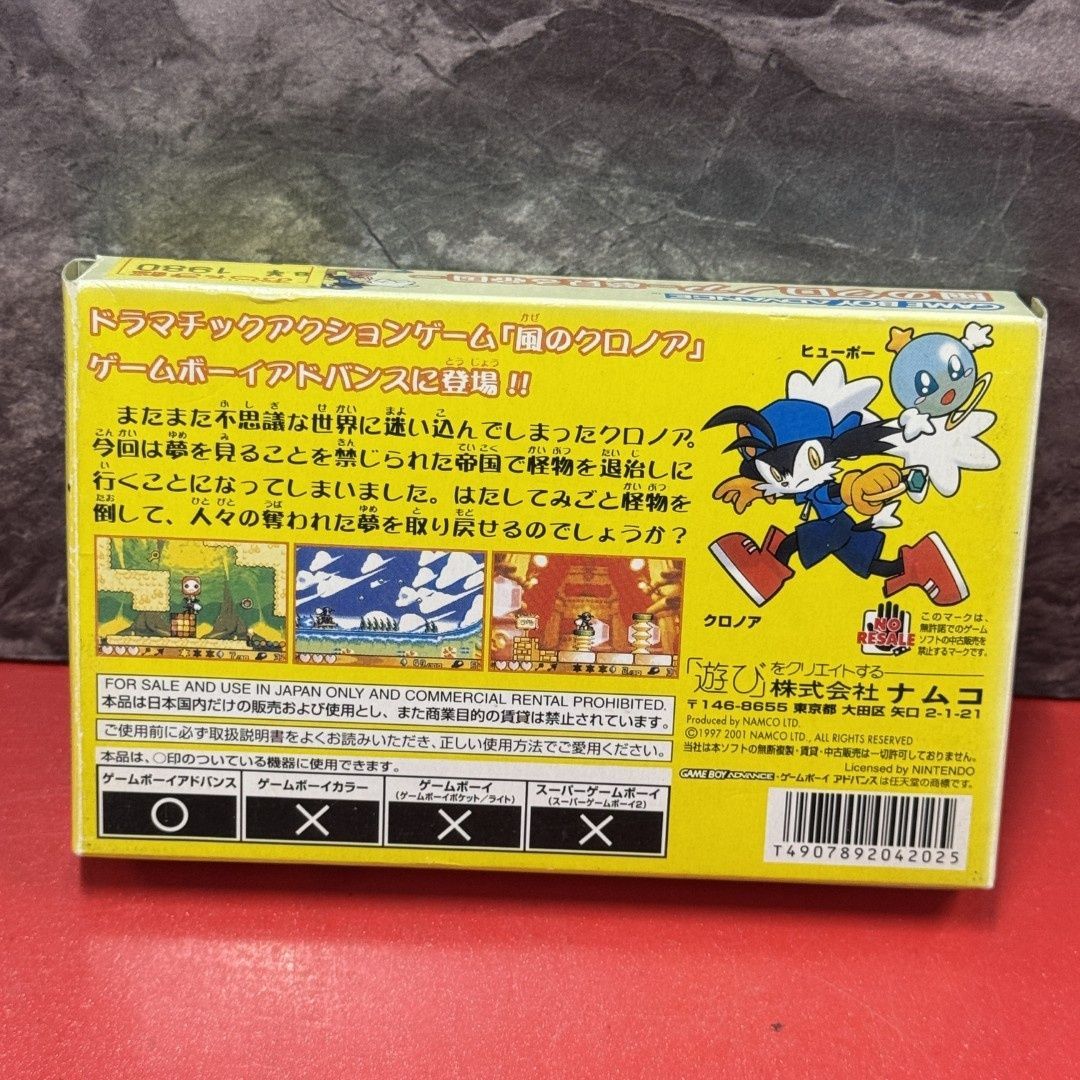 1980
GAME BOY ADVANCE
ドラマチックアクションゲーム「風のクロノア」
ゲームボーイアドバンスに登場!!
またまた不思議な世界に迷い込んでしまったクロノア。
今回は夢を見ることを禁じられた帝国で怪物を退治しに
行くことになってしまいました。はたしてみごと怪物を
倒して、人々の奪われた夢を取り戻せるのでしょうか?
ヒューポー
クロノア
NO
RESALE
このマークは、
無許諾でのゲーム
ソフトの中古販売を
禁止するマークです。
FOR SALE AND USE IN JAPAN ONLY AND COMMERCIAL RENTAL PROHIBITED.
本品は日本国内だけの販売および使用とし、また商業目的の賃貸は禁止されています。
ご使用前に必ず取扱説明書をよくお読みいただき、正しい使用方法でご愛用ください。
本品は、○印のついている機器に使用できます。
ゲームボーイアドバンス
ゲームボーイカラー
ゲームボーイ
(ゲームボーイポケット/ライト)
スーパーゲームボーイ
(スーパーゲームボーイ2)
○ × × ×
「遊び」をクリエイトする
株式会社 ナムコ
〒146-8655 東京都 大田区 矢口 2-1-21
Produced by NAMCO LTD.
©1997 2001 NAMCO LTD., ALL RIGHTS RESERVED
当社は本ソフトの無断複製・賃貸・中古販売は一切許可しておりません。
Licensed by NINTENDO
GAME BOY ADVANCE・ゲームボーイ アドバンスは任天堂の商標です。
T4907892042025